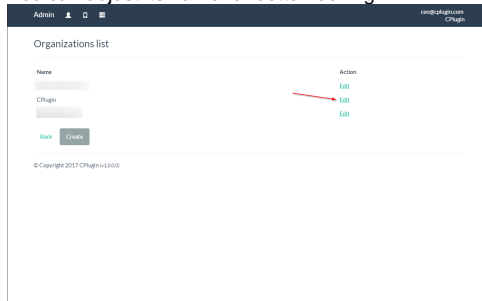 Admin
ceo@cplugin.com
CPlugin
Organizations list
Name Action
Edit
CPlugin Edit
Edit
Back Create
© Copyright 2017 CPlugin (v1.0.0.0)